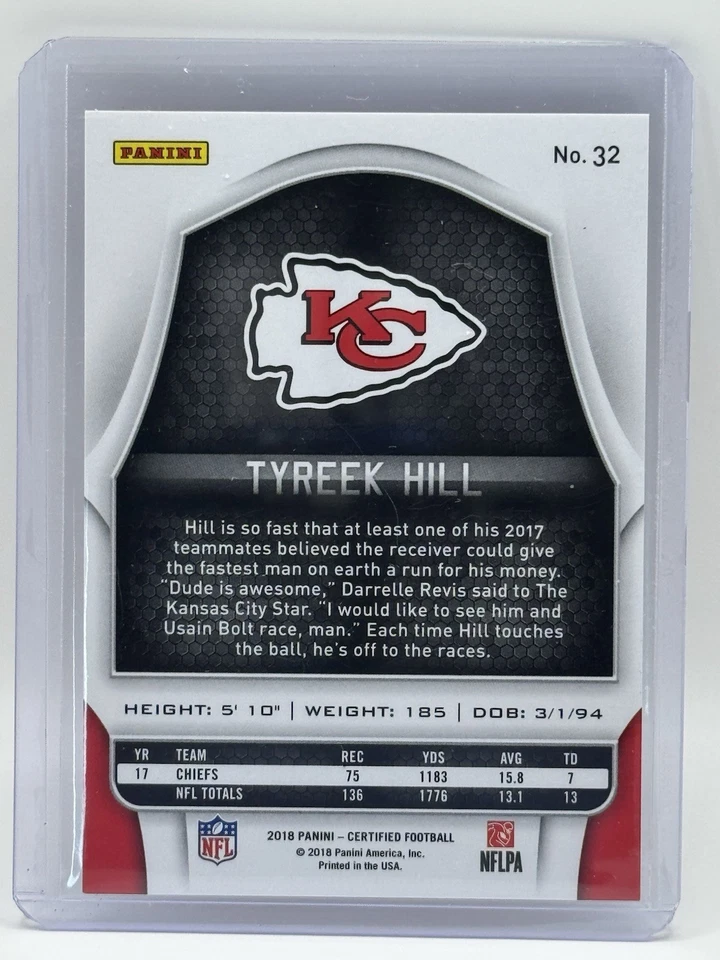 PANINI
No. 32
KC
TYREEK HILL
Hill is so fast that at least one of his 2017
teammates believed the receiver could give
the fastest man on earth a run for his money.
"Dude is awesome," Darrelle Revis said to The
Kansas City Star. "I would like to see him and
Usain Bolt race, man." Each time Hill touches
the ball, he's off to the races.
HEIGHT: 5' 10" | WEIGHT: 185 | DOB: 3/1/94
YR TEAM REC YDS AVG TD
17 CHIEFS 75 1183 15.8 7
NFL TOTALS 136 1776 13.1 13
NFL
2018 PANINI – CERTIFIED FOOTBALL
© 2018 Panini America, Inc.
Printed in the USA.
NFLPA